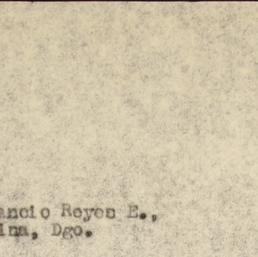 ancio Reyes E.,
ina, Dgo.